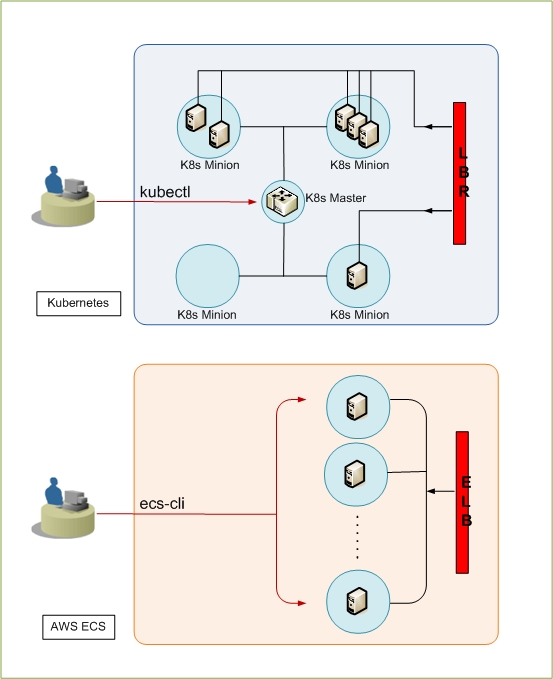 K8s Minion
K8s Minion
L
B
R
kubectl
K8s Master
Kubernetes
K8s Minion
K8s Minion
ecs-cli
E
L
B
AWS ECS